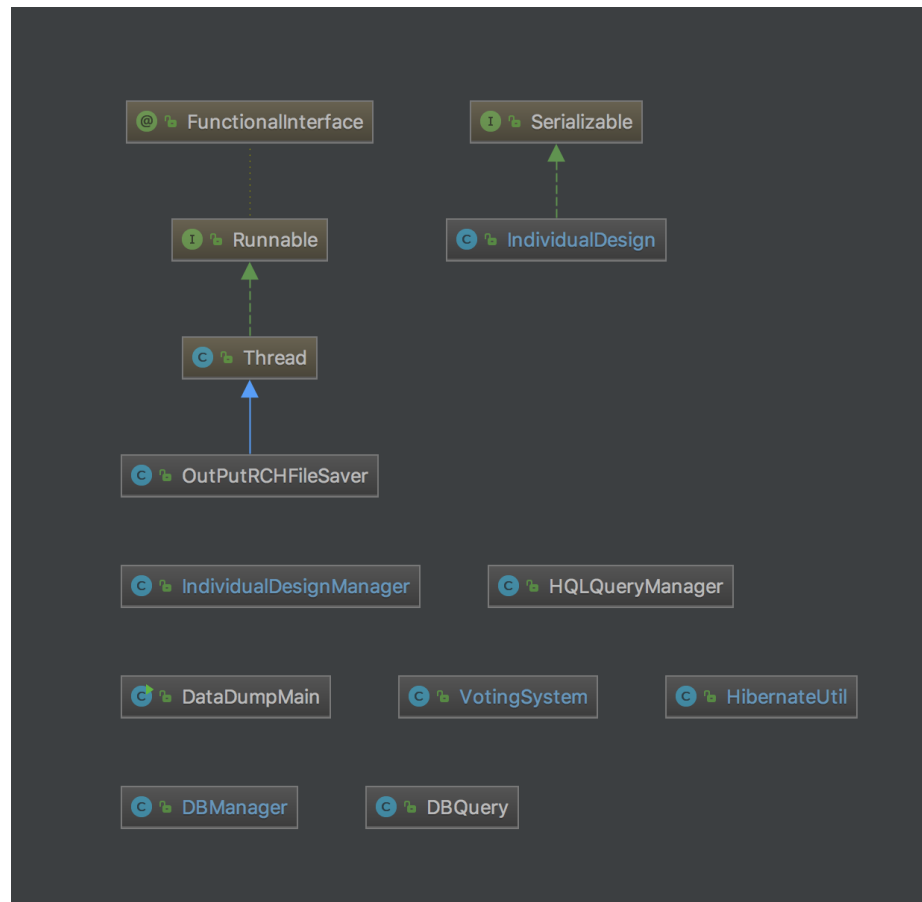 @ FunctionalInterface
I Serializable
I Runnable
C IndividualDesign
C Thread
C OutPutRCHFileSaver
C IndividualDesignManager
C HQLQueryManager
C DataDumpMain
C VotingSystem
C HibernateUtil
C DBManager
C DBQuery